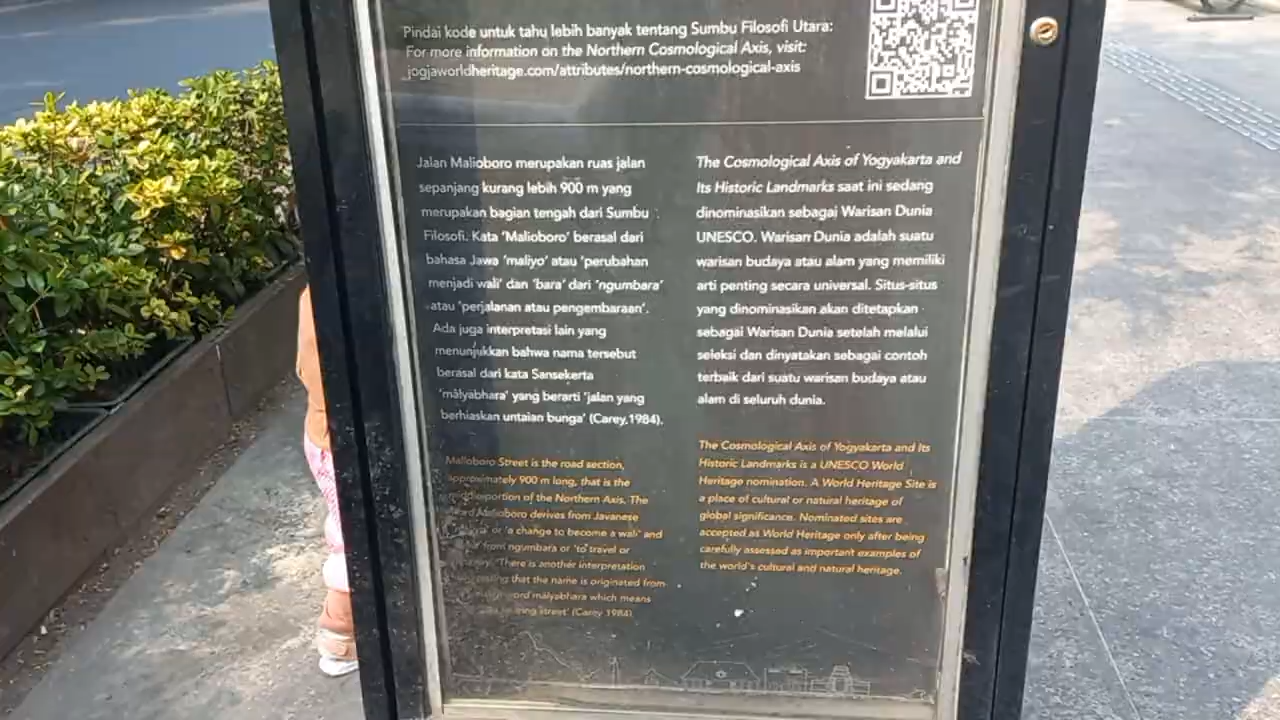 Pindai kode untuk tahu lebih banyak tentang Sumbu Filosofi Utara:
For more information on the Northern Cosmological Axis, visit:
jogjaworldheritage.com/attributes/northern-cosmological-axis
Jalan Malioboro merupakan ruas jalan
sepanjang kurang lebih 900 m yang
merupakan bagian tengah dari Sumbu
Filosofi. Kata 'Malioboro' berasal dari
bahasa Jawa 'maliyo' atau 'perubahan
menjadi wali' dan 'bara' dari 'ngumbara'
atau 'perjalanan atau pengembaraan'.
Ada juga interpretasi lain yang
menunjukkan bahwa nama tersebut
berasal dari kata Sansekerta
'mālyabhara' yang berarti 'jalan yang
berhiaskan untaian bunga' (Carey,1984).
Malioboro Street is the road section,
approximately 900 m long, that is the
portion of the Northern Axis. The
Malioboro derives from Javanese
or 'a change to become a wali' and
from ngumbara or 'to travel or
'There is another interpretation
that the name is originated from
word mālyabhara which means
street' (Carey 1984)
The Cosmological Axis of Yogyakarta and
Its Historic Landmarks saat ini sedang
dinominasikan sebagai Warisan Dunia
UNESCO. Warisan Dunia adalah suatu
warisan budaya atau alam yang memiliki
arti penting secara universal. Situs-situs
yang dinominasikan akan ditetapkan
sebagai Warisan Dunia setelah melalui
seleksi dan dinyatakan sebagai contoh
terbaik dari suatu warisan budaya atau
alam di seluruh dunia.
The Cosmological Axis of Yogyakarta and Its
Historic Landmarks is a UNESCO World
Heritage nomination. A World Heritage Site is
a place of cultural or natural heritage of
global significance. Nominated sites are
accepted as World Heritage only after being
carefully assessed as important examples of
the world's cultural and natural heritage.